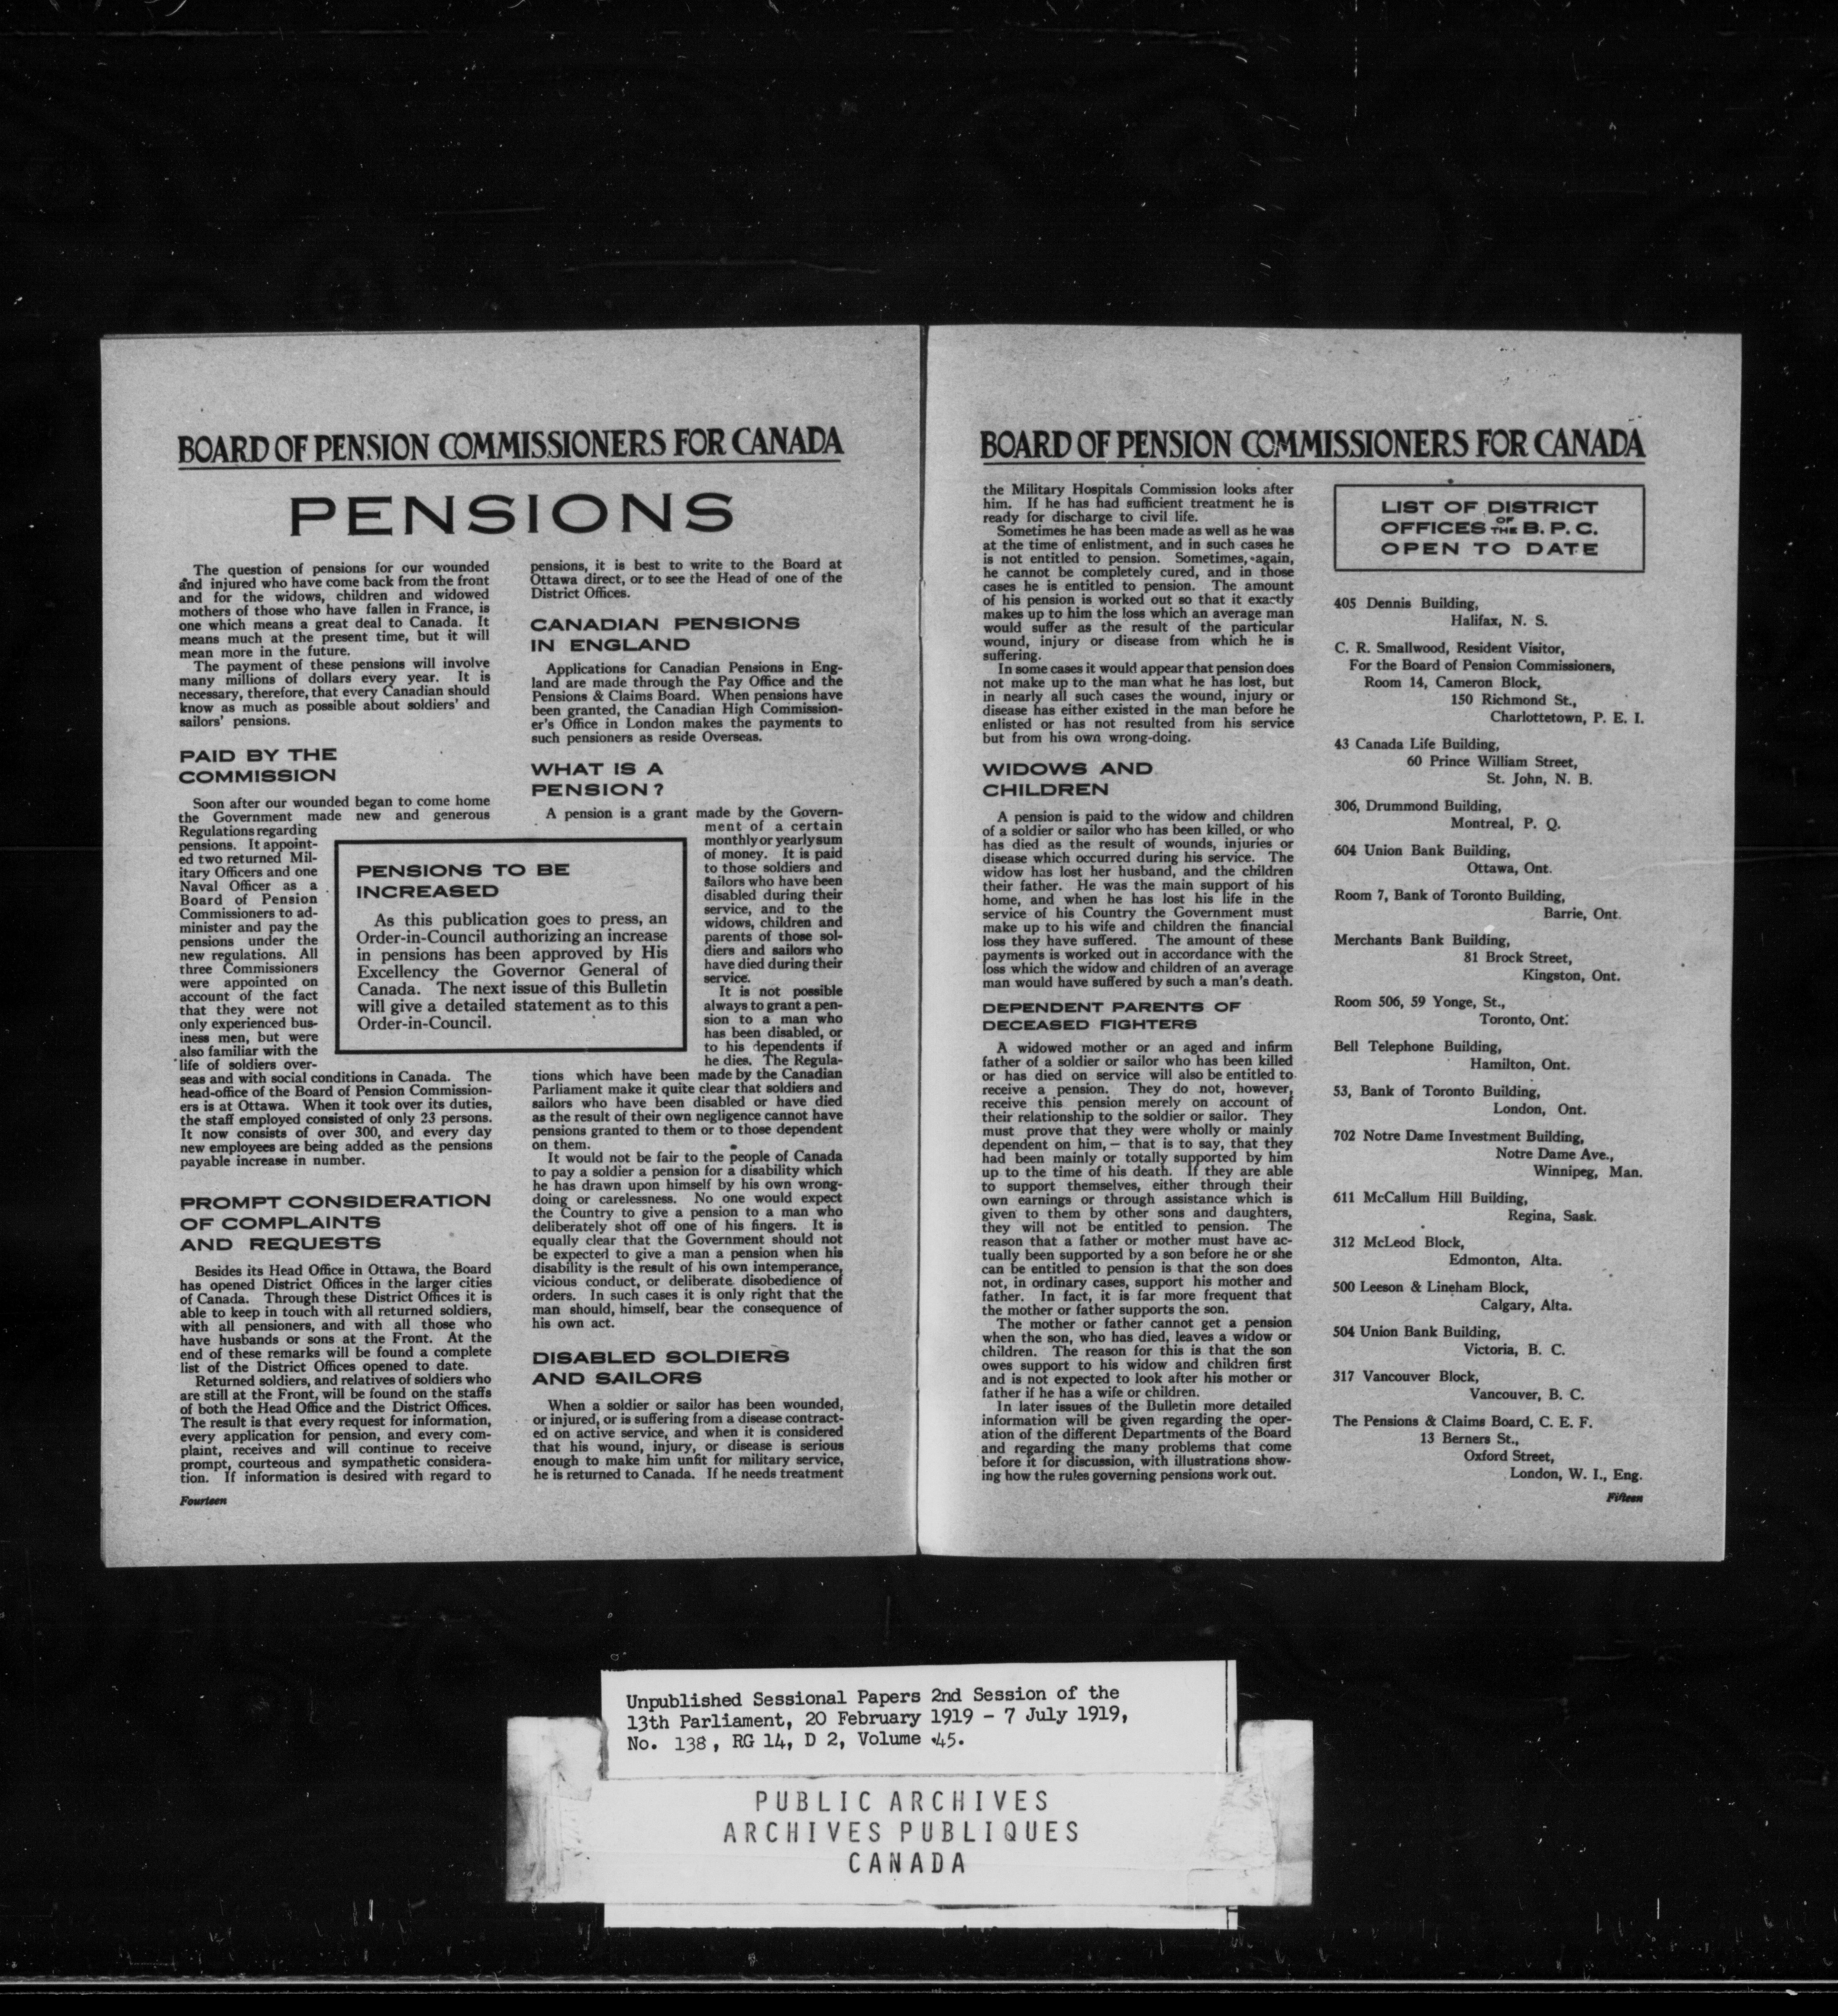 BOARD OF PENSION COMMISSIONERS FOR CANADA
PENSIONS
The question of pensions for our wounded
and injured who have come back from the front
and for the widows, children and widowed
mothers of those who have fallen in France, is
one which means a great deal to Canada. It
means much at the present time, but it will
mean more in the future.
The payment of these pensions will involve
many millions of dollars every year. It is
necessary, therefore, that every Canadian should
know as much as possible about soldiers' and
sailors' pensions.
PAID BY THE
COMMISSION
Soon after our wounded began to come home
the Government made new and generous
Regulations regarding
pensions. It appoint-
ed two returned Mil-
itary Officers and one
Naval Officer as a
Board of Pension
Commissioners to ad-
minister and pay the
pensions under the
new regulations. All
three Commissioners
were appointed on
account of the fact
that they were not
only experienced bus-
iness men, but were
also familiar with the
life of soldiers over-
seas and with social conditions in Canada. The
head-office of the Board of Pension Commission-
ers is at Ottawa. When it took over its duties,
the staff employed consisted of only 23 persons.
It now consists of over 300, and every day
new employees are being added as the pensions
payable increase in number.
PROMPT CONSIDERATION
OF COMPLAINTS
AND REQUESTS
Besides its Head Office in Ottawa, the Board
has opened District Offices in the larger cities
of Canada. Through these District Offices it is
able to keep in touch with all returned soldiers,
with all pensioners, and with all those who
have husbands or sons at the Front. At the
end of these remarks will be found a complete
list of the District Offices opened to date.
Returned soldiers, and relatives of soldiers who
are still at the Front, will be found on the staffs
of both the Head Office and the District Offices.
The result is that every request for information,
every application for pension, and every com-
plaint, receives and will continue to receive
prompt, courteous and sympathetic considera-
tion. If information is desired with regard to
Fourteen
PENSIONS TO BE
INCREASED
As this publication goes to press, an
Order-in-Council authorizing an increase
in pensions has been approved by His
Excellency the Governor General of
Canada. The next issue of this Bulletin
will give a detailed statement as to this
Order-in-Council.
pensions, it is best to write to the Board at
Ottawa direct, or to see the Head of one of the
District Offices.
CANADIAN PENSIONS
IN ENGLAND
Applications for Canadian Pensions in Eng-
land are made through the Pay Office and the
Pensions & Claims Board. When pensions have
been granted, the Canadian High Commission-
er's Office in London makes the payments to
such pensioners as reside Overseas.
WHAT IS A
PENSION?
A pension is a grant made by the Govern-
ment of a certain
monthly or yearly sum
of money. It is paid
to those soldiers and
sailors who have been
disabled during their
service, and to the
widows, children and
parents of those sol-
diers and sailors who
have died during their
service.
It is not possible
always to grant a pen-
sion to a man who
has been disabled, or
to his dependents if
he dies. The Regula-
tions which have been made by the Canadian
Parliament make it quite clear that soldiers and
sailors who have been disabled or have died
as the result of their own negligence cannot have
pensions granted to them or to those dependent
on them.
It would not be fair to the people of Canada
to pay a soldier a pension for a disability which
he has drawn upon himself by his own wrong-
doing or carelessness. No one would expect
the Country to give a pension to a man who
deliberately shot off one of his fingers. It is
equally clear that the Government should not
be expected to give a man a pension when his
disability is the result of his own intemperance,
vicious conduct, or deliberate disobedience of
orders. In such cases it is only right that the
man should, himself, bear the consequence of
his own act.
DISABLED SOLDIERS
AND SAILORS
When a soldier or sailor has been wounded,
or injured, or is suffering from a disease contract-
ed on active service, and when it is considered
that his wound, injury, or disease is serious
enough to make him unfit for military service,
he is returned to Canada. If he needs treatment
BOARD OF PENSION COMMISSIONERS FOR CANADA
the Military Hospitals Commission looks after
him. If he has had sufficient treatment he is
ready for discharge to civil life.
Sometimes he has been made as well as he was
at the time of enlistment, and in such cases he
is not entitled to pension. Sometimes, again,
he cannot be completely cured, and in those
cases he is entitled to pension. The amount
of his pension is worked out so that it exactly
makes up to him the loss which an average man
would suffer as the result of the particular
wound, injury or disease from which he is
suffering.
In some cases it would appear that pension does
not make up to the man what he has lost, but
in nearly all such cases the wound, injury or
disease has either existed in the man before he
enlisted or has not resulted from his service
but from his own wrong-doing.
WIDOWS AND
CHILDREN
A pension is paid to the widow and children
of a soldier or sailor who has been killed, or who
has died as the result of wounds, injuries or
disease which occurred during his service. The
widow has lost her husband, and the children
their father. He was the main support of his
home, and when he has lost his life in the
service of his Country the Government must
make up to his wife and children the financial
loss they have suffered. The amount of these
payments is worked out in accordance with the
loss which the widow and children of an average
man would have suffered by such a man's death.
DEPENDENT PARENTS OF
DECEASED FIGHTERS
A widowed mother or an aged and infirm
father of a soldier or sailor who has been killed
or has died on service will also be entitled to
receive a pension. They do not, however,
receive this pension merely on account of
their relationship to the soldier or sailor. They
must prove that they were wholly or mainly
dependent on him, — that is to say, that they
had been mainly or totally supported by him
up to the time of his death. If they are able
to support themselves, either through their
own earnings or through assistance which is
given to them by other sons and daughters,
they will not be entitled to pension. The
reason that a father or mother must have ac-
tually been supported by a son before he or she
can be entitled to pension is that the son does
not, in ordinary cases, support his mother and
father. In fact, it is far more frequent that
the mother or father supports the son.
The mother or father cannot get a pension
when the son, who has died, leaves a widow or
children. The reason for this is that the son
owes support to his widow and children first
and is not expected to look after his mother or
father if he has a wife or children.
In later issues of the Bulletin more detailed
information will be given regarding the oper-
ation of the different Departments of the Board
and regarding the many problems that come
before it for discussion, with illustrations show-
ing how the rules governing pensions work out.
LIST OF DISTRICT
OFFICES OF THE B. P. C.
OPEN TO DATE
405 Dennis Building,
Halifax, N. S.
C. R. Smallwood, Resident Visitor,
For the Board of Pension Commissioners,
Room 14, Cameron Block,
150 Richmond St.,
Charlottetown, P. E. I.
43 Canada Life Building,
60 Prince William Street,
St. John, N. B.
306, Drummond Building,
Montreal, P. Q.
604 Union Bank Building,
Ottawa, Ont.
Room 7, Bank of Toronto Building,
Barrie, Ont.
Merchants Bank Building,
81 Brock Street,
Kingston, Ont.
Room 506, 59 Yonge, St.,
Toronto, Ont.
Bell Telephone Building,
Hamilton, Ont.
53, Bank of Toronto Building,
London, Ont.
702 Notre Dame Investment Building,
Notre Dame Ave.,
Winnipeg, Man.
611 McCallum Hill Building,
Regina, Sask.
312 McLeod Block,
Edmonton, Alta.
500 Leeson & Lineham Block,
Calgary, Alta.
504 Union Bank Building,
Victoria, B. C.
317 Vancouver Block,
Vancouver, B. C.
The Pensions & Claims Board, C. E. F.
13 Berners St.,
Oxford Street,
London, W. I., Eng.
Fifteen
Unpublished Sessional Papers 2nd Session of the
13th Parliament, 20 February 1919 - 7 July 1919,
No. 138, RG 14, D 2, Volume 45.
PUBLIC ARCHIVES
ARCHIVES PUBLIQUES
CANADA